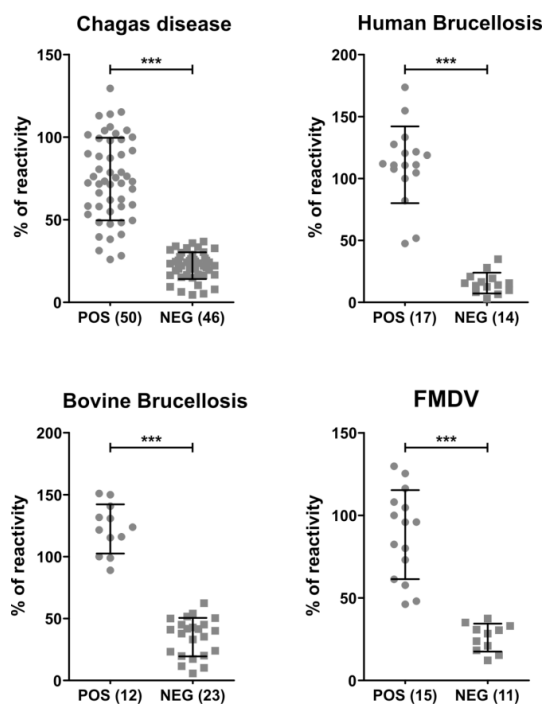 Chagas disease
***
150
100
50
0
% of reactivity
POS (50) NEG (46)
Human Brucellosis
***
200
150
100
50
0
% of reactivity
POS (17) NEG (14)
Bovine Brucellosis
***
200
150
100
50
0
% of reactivity
POS (12) NEG (23)
FMDV
***
150
100
50
0
% of reactivity
POS (15) NEG (11)